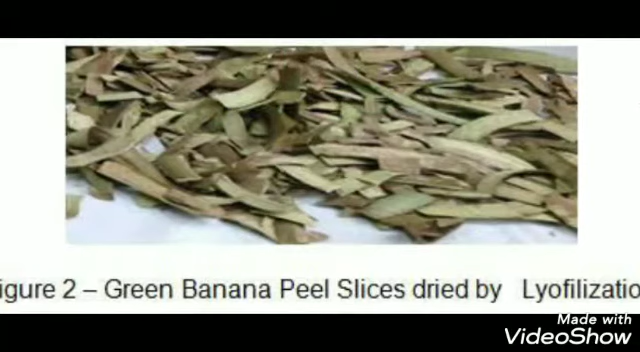 igure 2 – Green Banana Peel Slices dried by Lyofilizatio
Made with
VideoShow